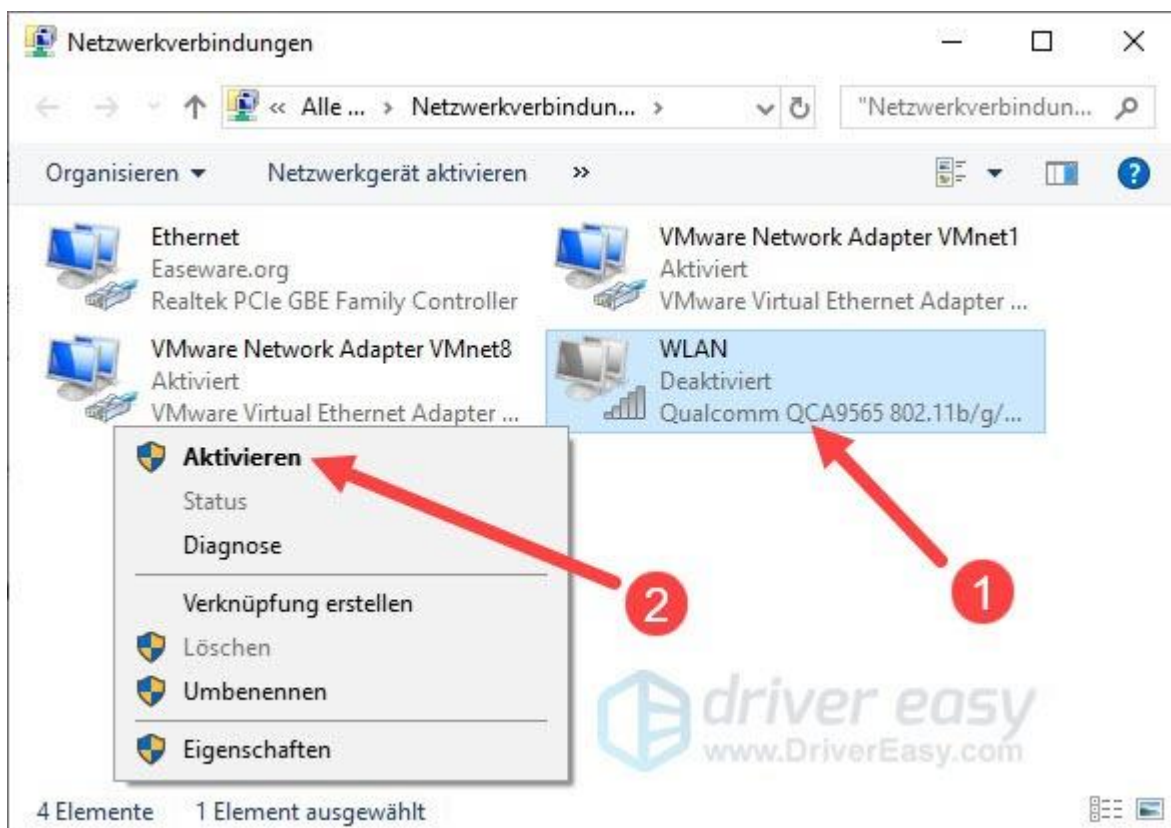 Netzwerkverbindungen
« Alle ... > Netzwerkverbindun... >
"Netzwerkverbindun...
Organisieren
Netzwerkgerät aktivieren
»
Ethernet
Easeware.org
Realtek PCIe GBE Family Controller
VMware Network Adapter VMnet1
Aktiviert
VMware Virtual Ethernet Adapter ...
VMware Network Adapter VMnet8
Aktiviert
VMware Virtual Ethernet Adapter ...
WLAN
Deaktiviert
Qualcomm QCA9565 802.11b/g/...
Aktivieren
Status
Diagnose
Verknüpfung erstellen
Löschen
Umbenennen
Eigenschaften
1
2
driver easy
www.DriverEasy.com
4 Elemente
1 Element ausgewählt